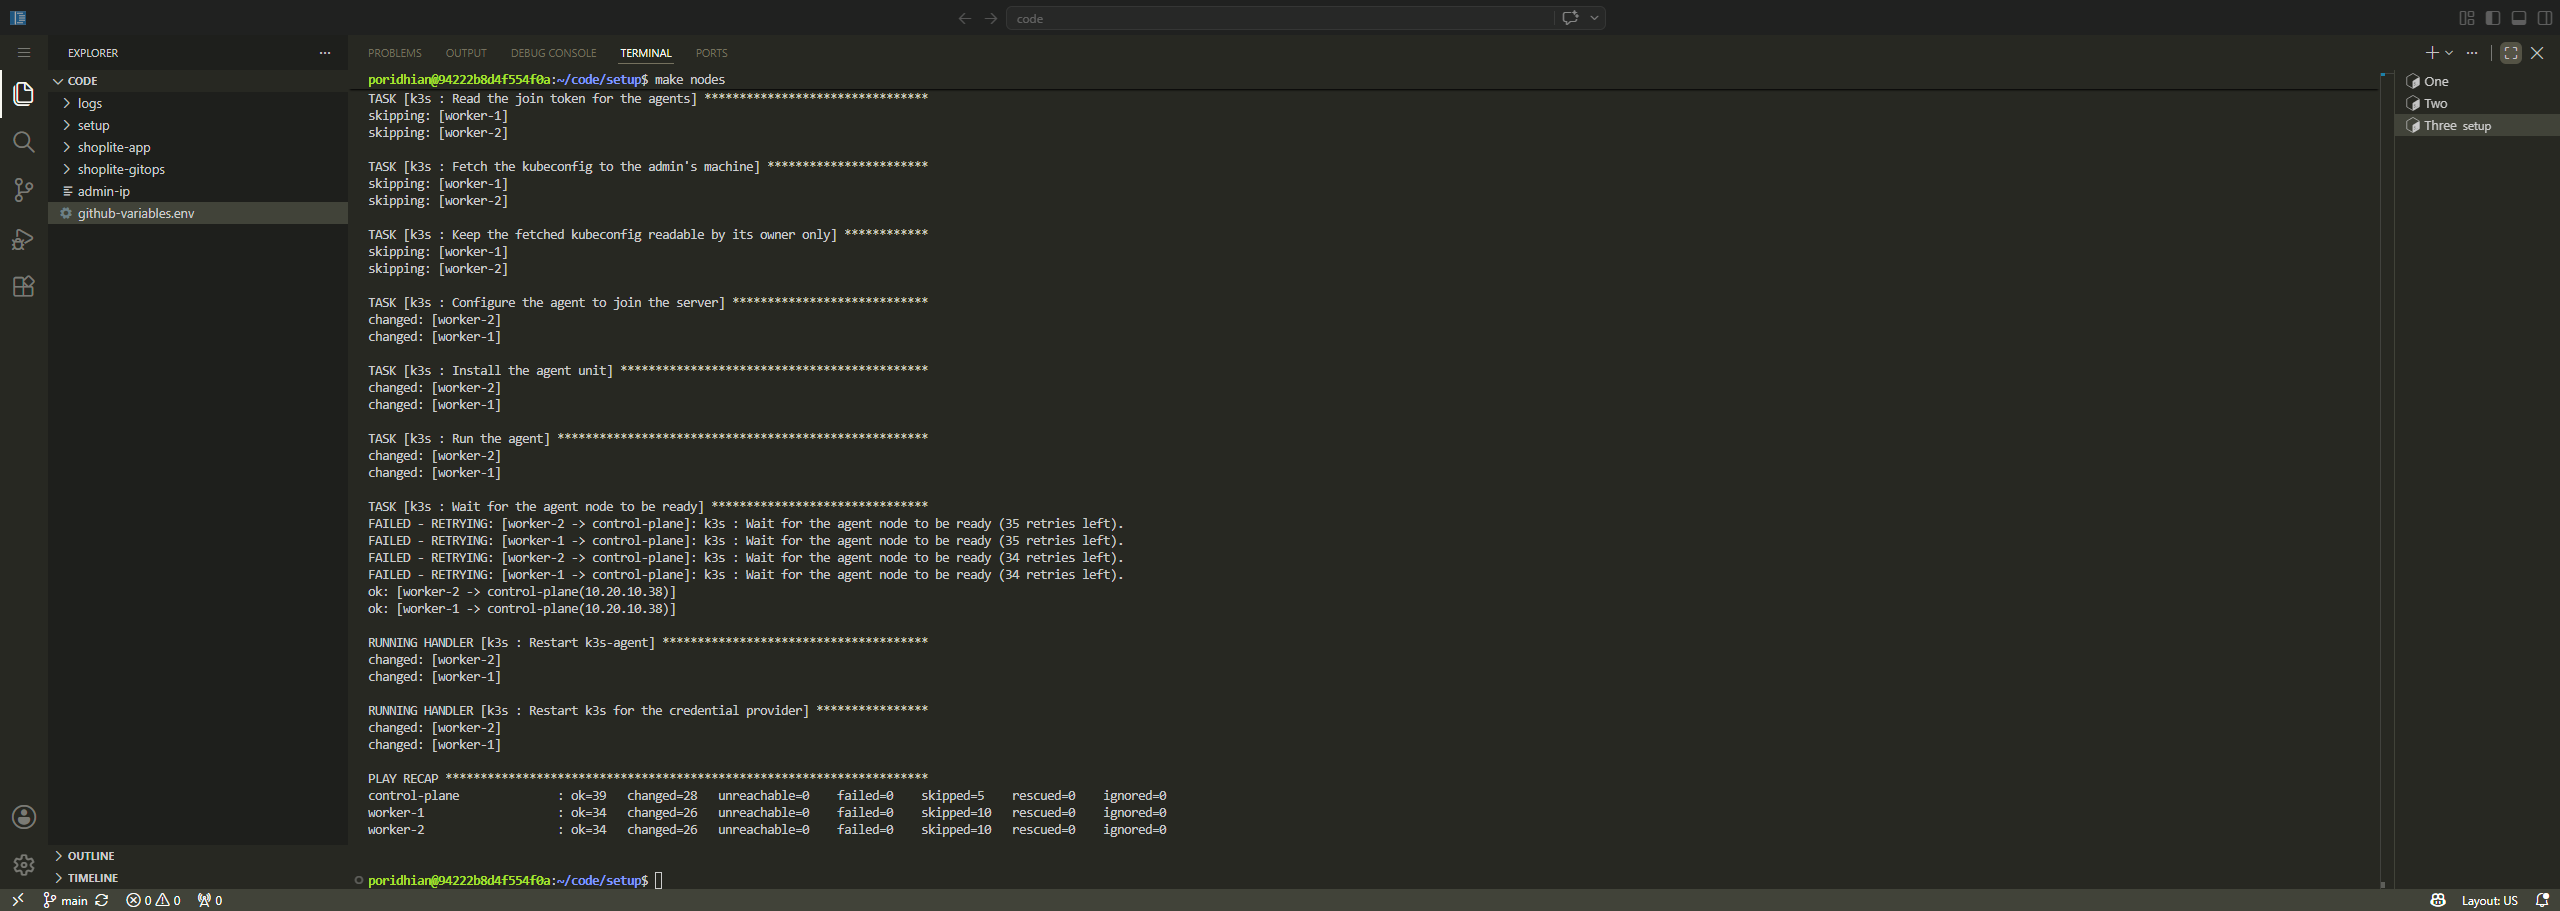 code
EXPLORER
PROBLEMS OUTPUT DEBUG CONSOLE TERMINAL PORTS
CODE
logs
setup
shoplite-app
shoplite-gitops
admin-ip
github-variables.env
OUTLINE
TIMELINE
poridhian@94222b8d4f554f0a:~/code/setup$ make nodes
TASK [k3s : Read the join token for the agents] ********************************
skipping: [worker-1]
skipping: [worker-2]
TASK [k3s : Fetch the kubeconfig to the admin's machine] ***********************
skipping: [worker-1]
skipping: [worker-2]
TASK [k3s : Keep the fetched kubeconfig readable by its owner only] ************
skipping: [worker-1]
skipping: [worker-2]
TASK [k3s : Configure the agent to join the server] ****************************
changed: [worker-2]
changed: [worker-1]
TASK [k3s : Install the agent unit] ********************************************
changed: [worker-2]
changed: [worker-1]
TASK [k3s : Run the agent] *****************************************************
changed: [worker-2]
changed: [worker-1]
TASK [k3s : Wait for the agent node to be ready] *******************************
FAILED - RETRYING: [worker-2 -> control-plane]: k3s : Wait for the agent node to be ready (35 retries left).
FAILED - RETRYING: [worker-1 -> control-plane]: k3s : Wait for the agent node to be ready (35 retries left).
FAILED - RETRYING: [worker-2 -> control-plane]: k3s : Wait for the agent node to be ready (34 retries left).
FAILED - RETRYING: [worker-1 -> control-plane]: k3s : Wait for the agent node to be ready (34 retries left).
ok: [worker-2 -> control-plane(10.20.10.38)]
ok: [worker-1 -> control-plane(10.20.10.38)]
RUNNING HANDLER [k3s : Restart k3s-agent] **************************************
changed: [worker-2]
changed: [worker-1]
RUNNING HANDLER [k3s : Restart k3s for the credential provider] ****************
changed: [worker-2]
changed: [worker-1]
PLAY RECAP *********************************************************************
control-plane : ok=39 changed=28 unreachable=0 failed=0 skipped=5 rescued=0 ignored=0
worker-1 : ok=34 changed=26 unreachable=0 failed=0 skipped=10 rescued=0 ignored=0
worker-2 : ok=34 changed=26 unreachable=0 failed=0 skipped=10 rescued=0 ignored=0
poridhian@94222b8d4f554f0a:~/code/setup$
One
Two
Three setup
main 0 0 0 Layout: US